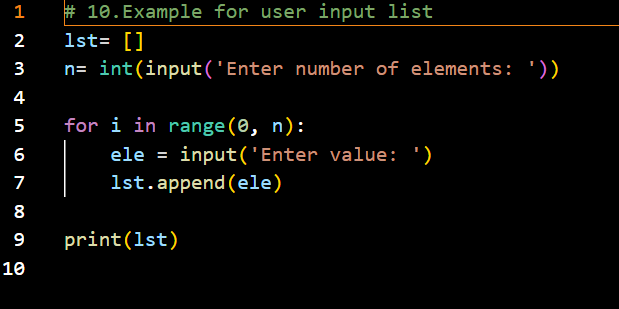 1 # 10.Example for user input list
2 lst= []
3 n= int(input('Enter number of elements: '))
4
5 for i in range(0, n):
6     ele = input('Enter value: ')
7     lst.append(ele)
8
9 print(lst)
10